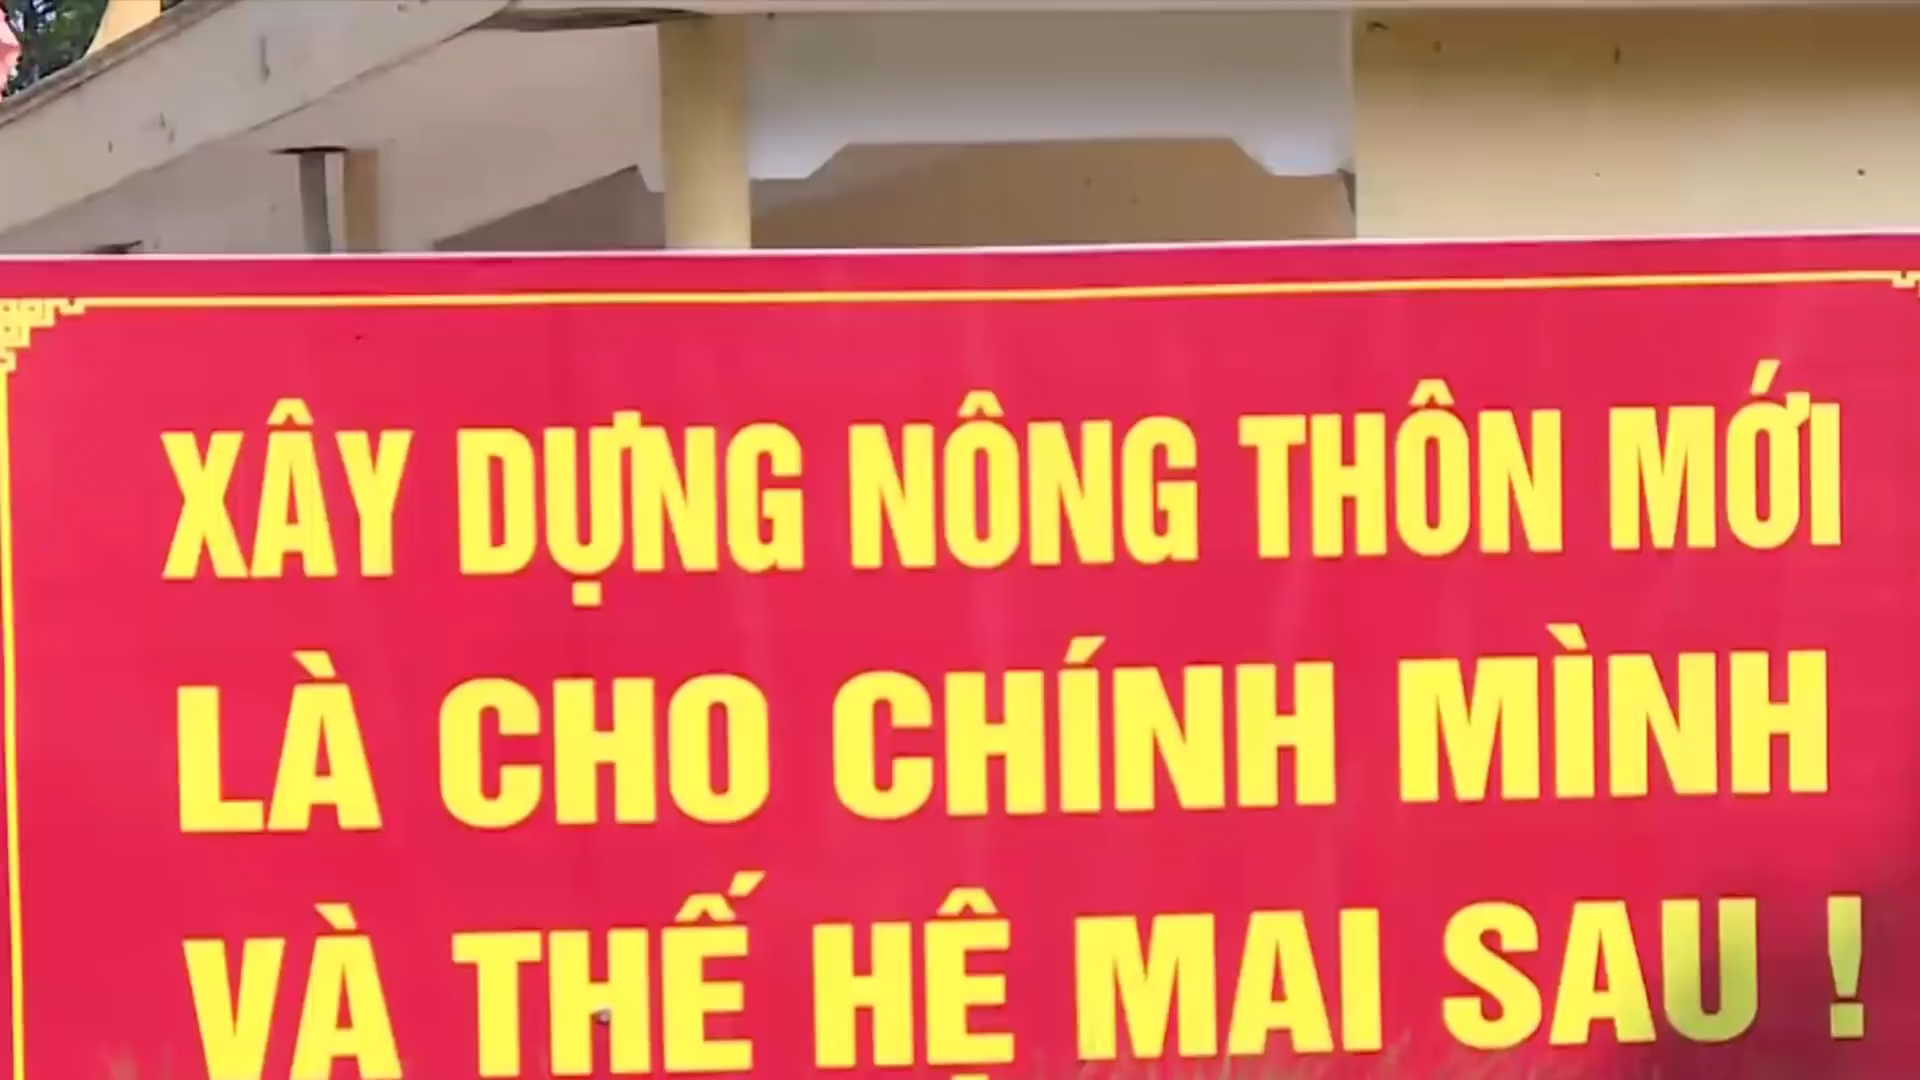 XÂY DỰNG NÔNG THÔN MỚI
LÀ CHO CHÍNH MÌNH
VÀ THẾ HỆ MAI SAU !